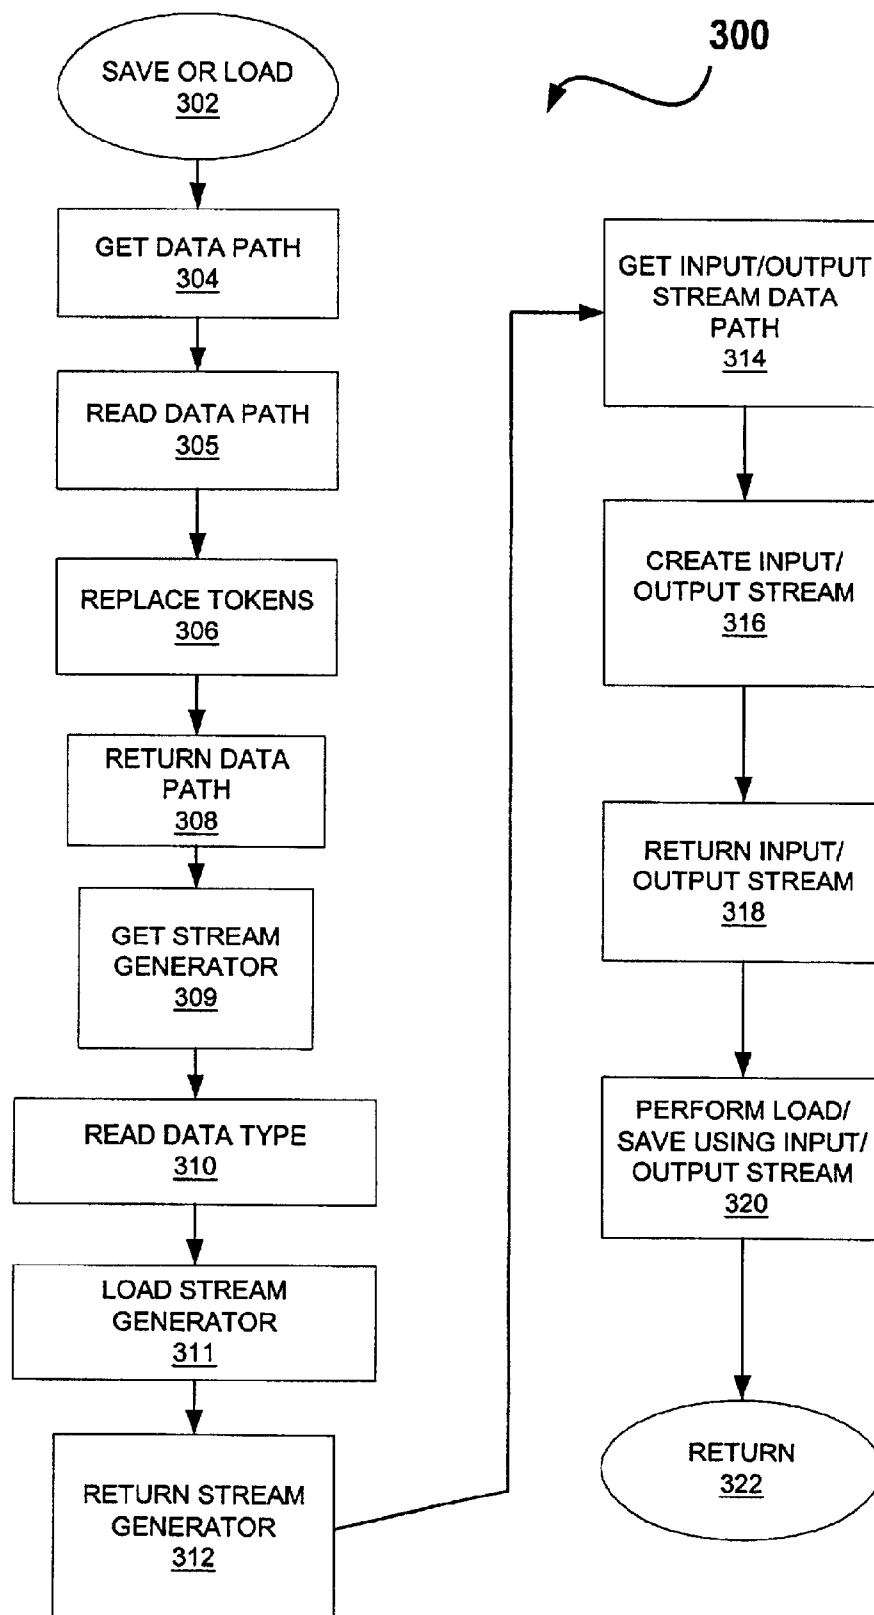 300
SAVE OR LOAD
302
GET DATA PATH
304
READ DATA PATH
305
REPLACE TOKENS
306
RETURN DATA
PATH
308
GET STREAM
GENERATOR
309
READ DATA TYPE
310
LOAD STREAM
GENERATOR
311
RETURN STREAM
GENERATOR
312
GET INPUT/OUTPUT
STREAM DATA
PATH
314
CREATE INPUT/
OUTPUT STREAM
316
RETURN INPUT/
OUTPUT STREAM
318
PERFORM LOAD/
SAVE USING INPUT/
OUTPUT STREAM
320
RETURN
322